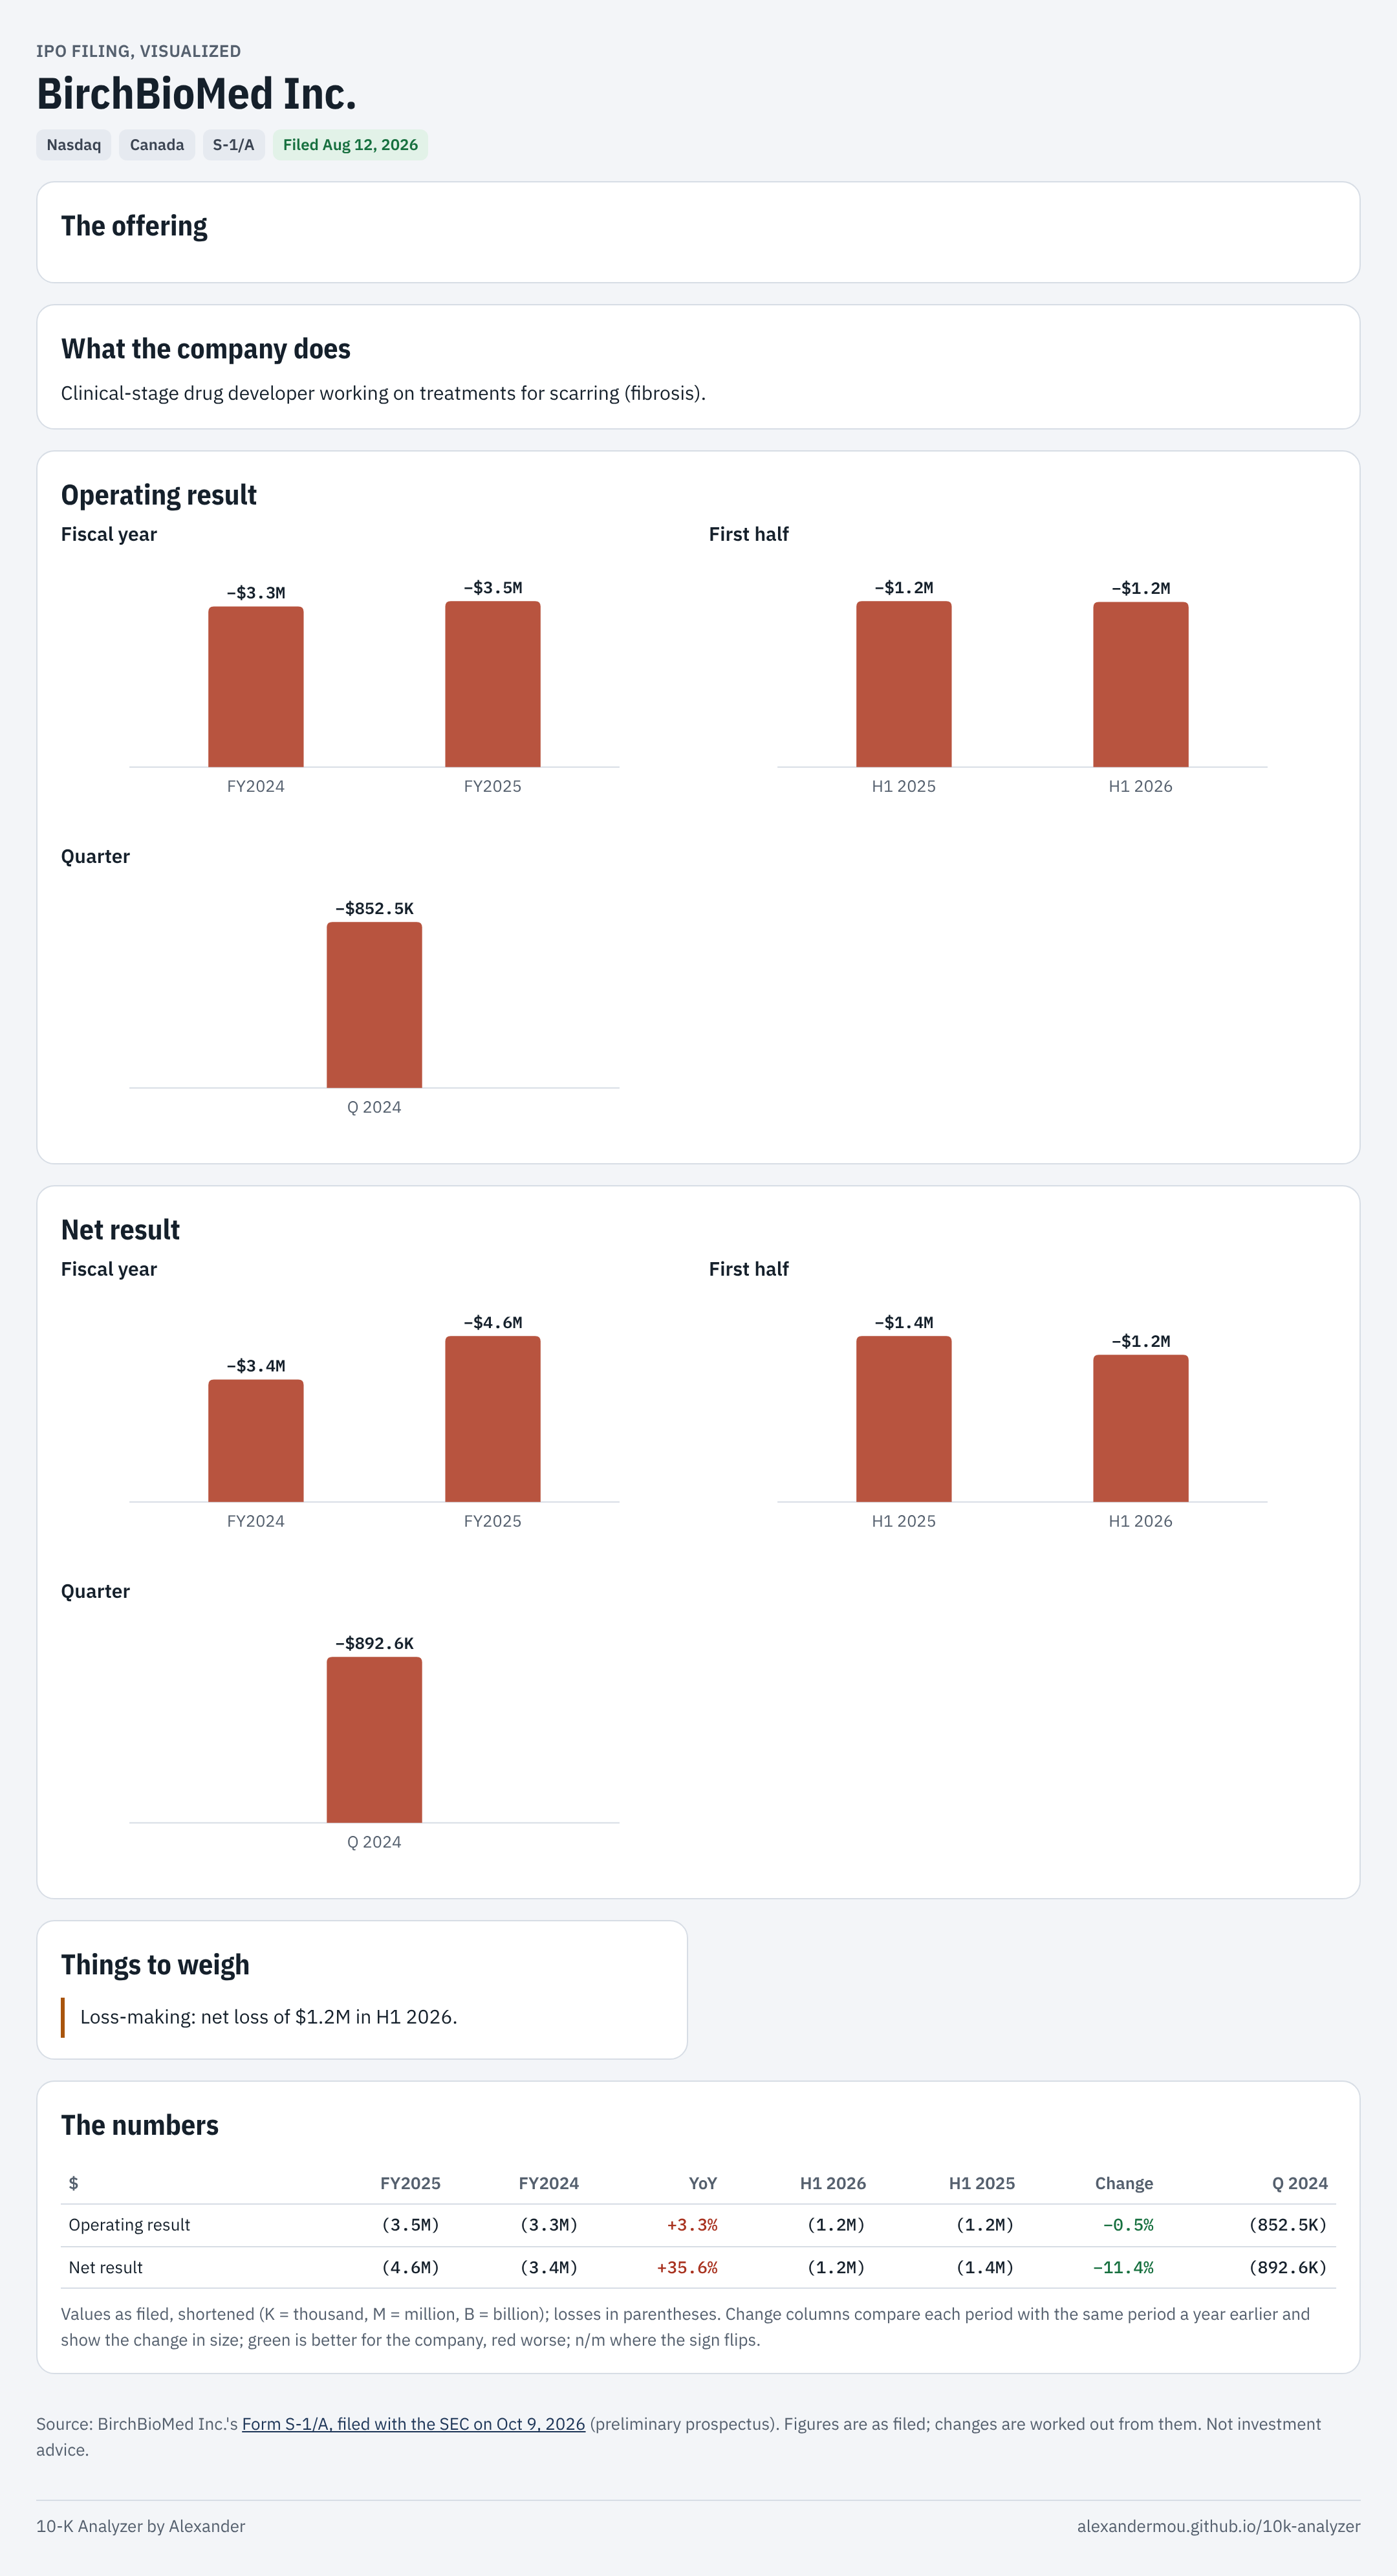 IPO FILING, VISUALIZED
BirchBioMed Inc.
Nasdaq Canada S-1/A Filed Aug 12, 2026
The offering
What the company does
Clinical-stage drug developer working on treatments for scarring (fibrosis).
Operating result
Fiscal year
−$3.3M −$3.5M
FY2024 FY2025
First half
−$1.2M −$1.2M
H1 2025 H1 2026
Quarter
−$852.5K
Q 2024
Net result
Fiscal year
−$3.4M −$4.6M
FY2024 FY2025
First half
−$1.4M −$1.2M
H1 2025 H1 2026
Quarter
−$892.6K
Q 2024
Things to weigh
Loss-making: net loss of $1.2M in H1 2026.
The numbers
$ FY2025 FY2024 YoY H1 2026 H1 2025 Change Q 2024
Operating result (3.5M) (3.3M) +3.3% (1.2M) (1.2M) −0.5% (852.5K)
Net result (4.6M) (3.4M) +35.6% (1.2M) (1.4M) −11.4% (892.6K)
Values as filed, shortened (K = thousand, M = million, B = billion); losses in parentheses. Change columns compare each period with the same period a year earlier and
show the change in size; green is better for the company, red worse; n/m where the sign flips.
Source: BirchBioMed Inc.'s Form S-1/A, filed with the SEC on Oct 9, 2026 (preliminary prospectus). Figures are as filed; changes are worked out from them. Not investment
advice.
10-K Analyzer by Alexander alexandermou.github.io/10k-analyzer